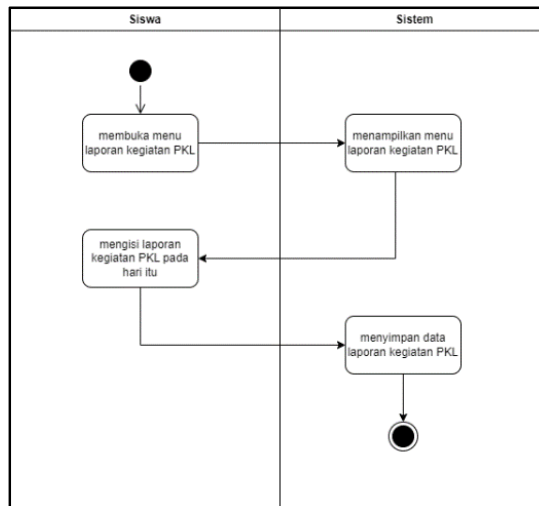 Siswa
Sistem
membuka menu
laporan kegiatan PKL
menampilkan menu
laporan kegiatan PKL
mengisi laporan
kegiatan PKL pada
hari itu
menyimpan data
laporan kegiatan PKL